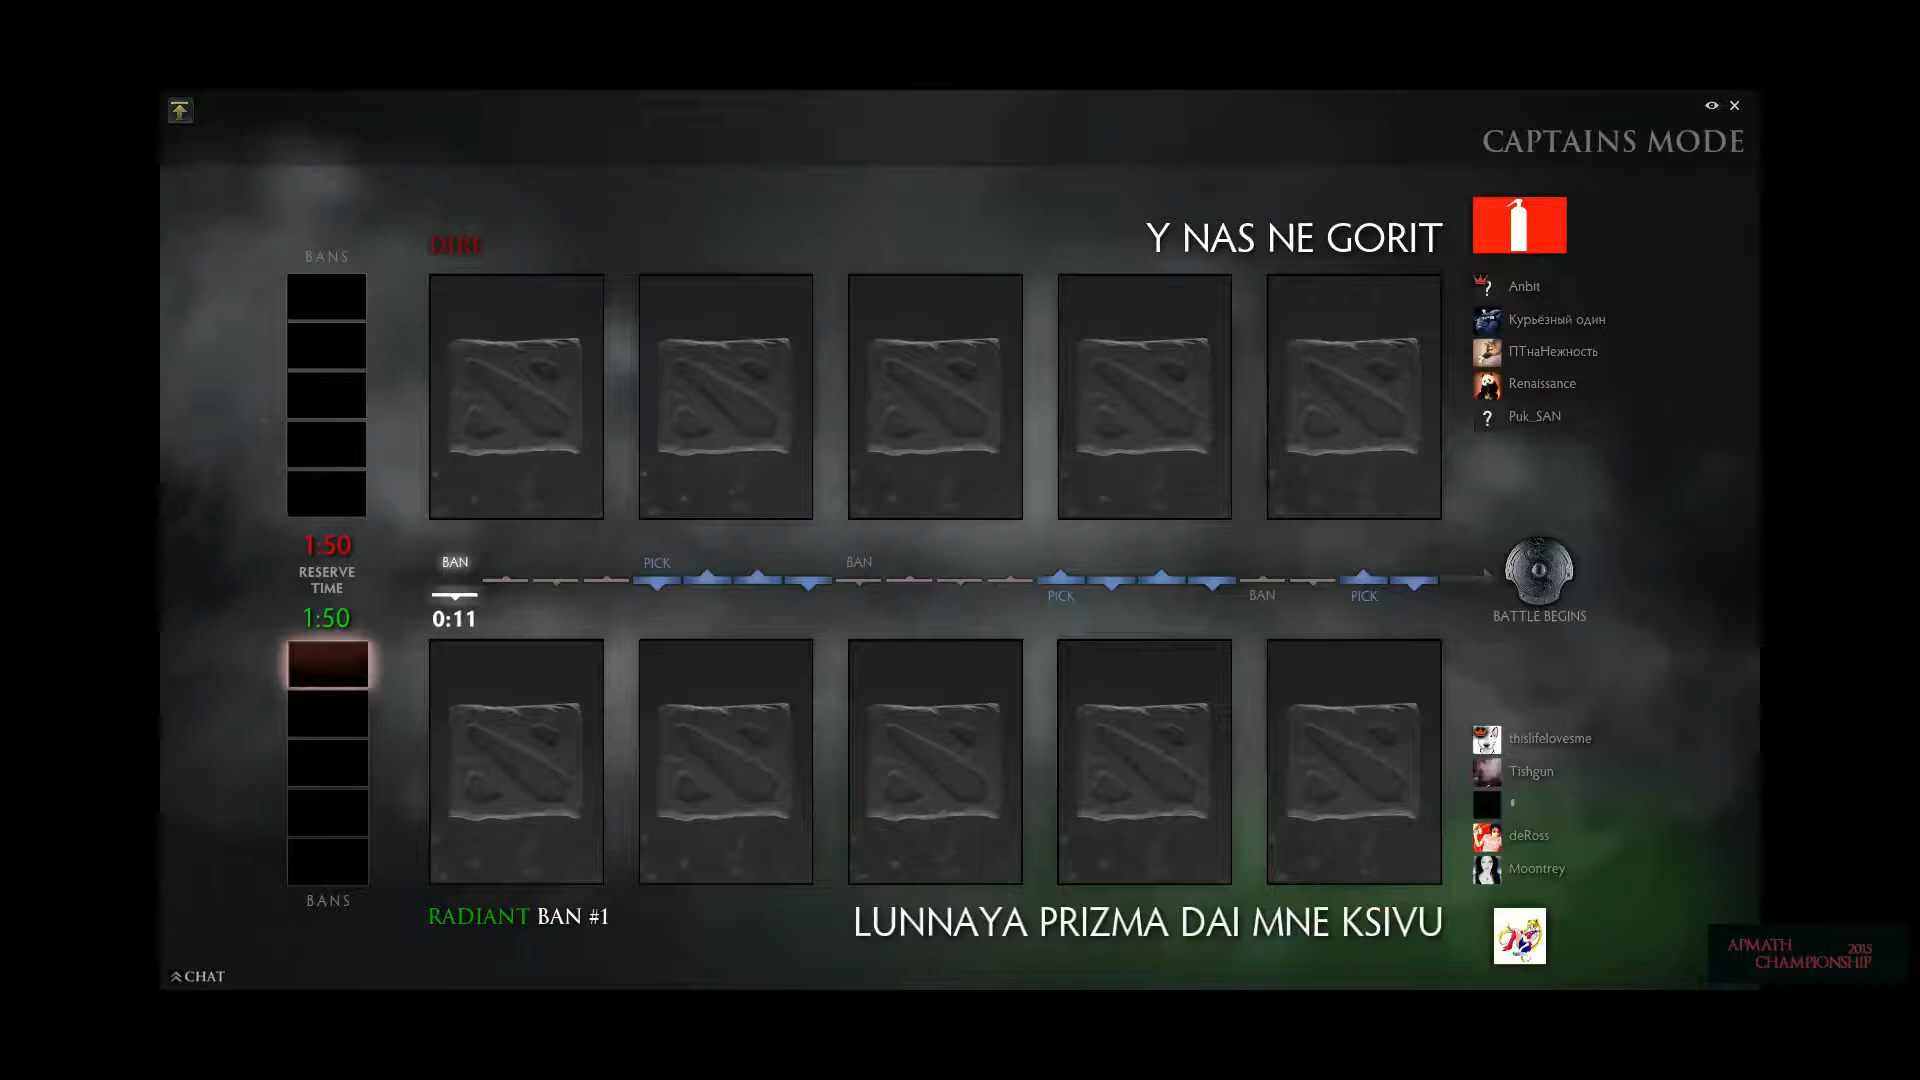 CAPTAINS MODE
DIRE
Y NAS NE GORIT
BANS
Anbit
Курьёзный один
ПТнаНежность
Renaissance
Puk_SAN
1:50
RESERVE
TIME
1:50
BAN
PICK
BAN
PICK
BAN
PICK
0:11
BATTLE BEGINS
thislifelovesme
Tishgun
deRoss
Moontrey
BANS
RADIANT BAN #1
LUNNAYA PRIZMA DAI MNE KSIVU
APMATH 2015
CHAMPIONSHIP
CHAT